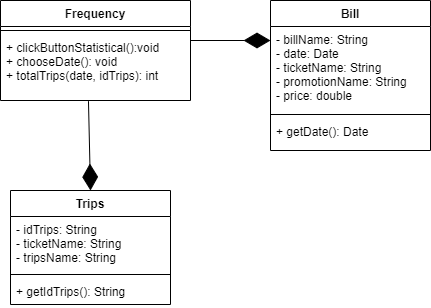 Frequency
+ clickButtonStatistical():void
+ chooseDate(): void
+ totalTrips(date, idTrips): int
Bill
- billName: String
- date: Date
- ticketName: String
- promotionName: String
- price: double
+ getDate(): Date
Trips
- idTrips: String
- ticketName: String
- tripsName: String
+ getIdTrips(): String